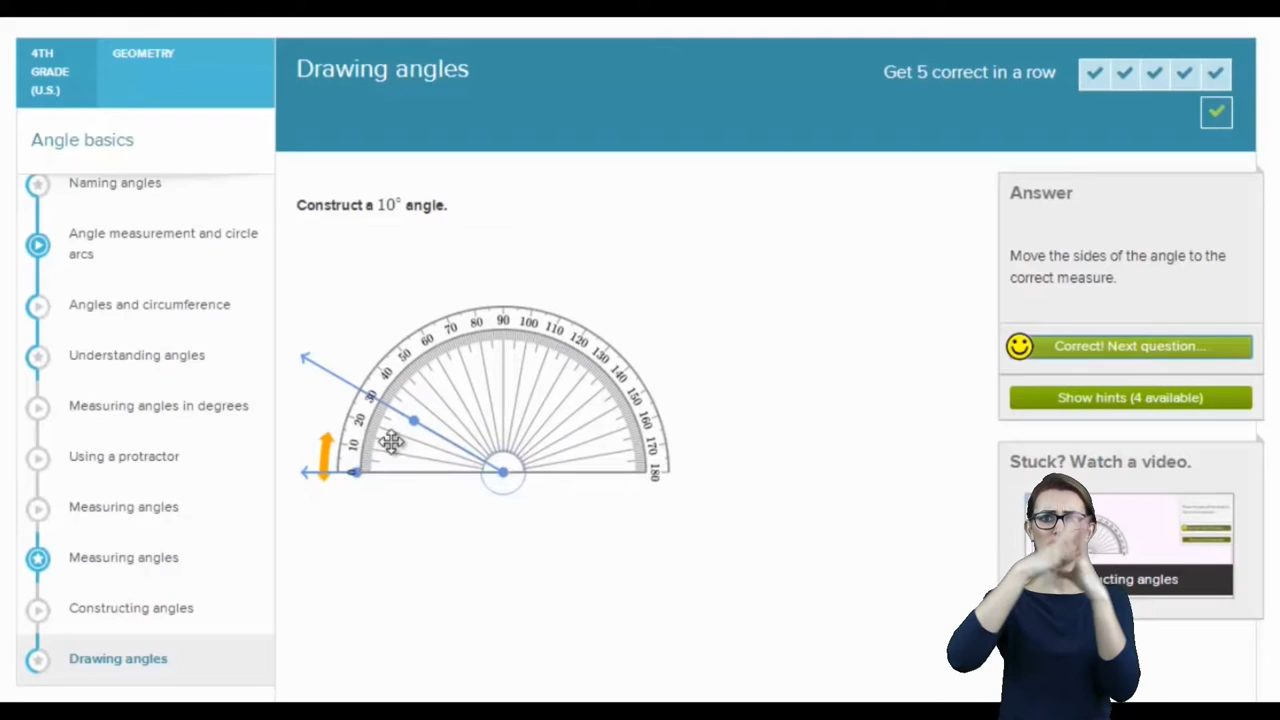 4TH
GRADE
(U.S.)
GEOMETRY
Drawing angles
Get 5 correct in a row
Angle basics
Naming angles
Angle measurement and circle
arcs
Angles and circumference
Understanding angles
Measuring angles in degrees
Using a protractor
Measuring angles
Measuring angles
Constructing angles
Drawing angles
Construct a 10° angle.
0
10
20
30
40
50
60
70
80
90
100
110
120
130
140
150
160
170
180
Answer
Move the sides of the angle to the
correct measure.
Correct! Next question...
Show hints (4 available)
Stuck? Watch a video.
ucting angles